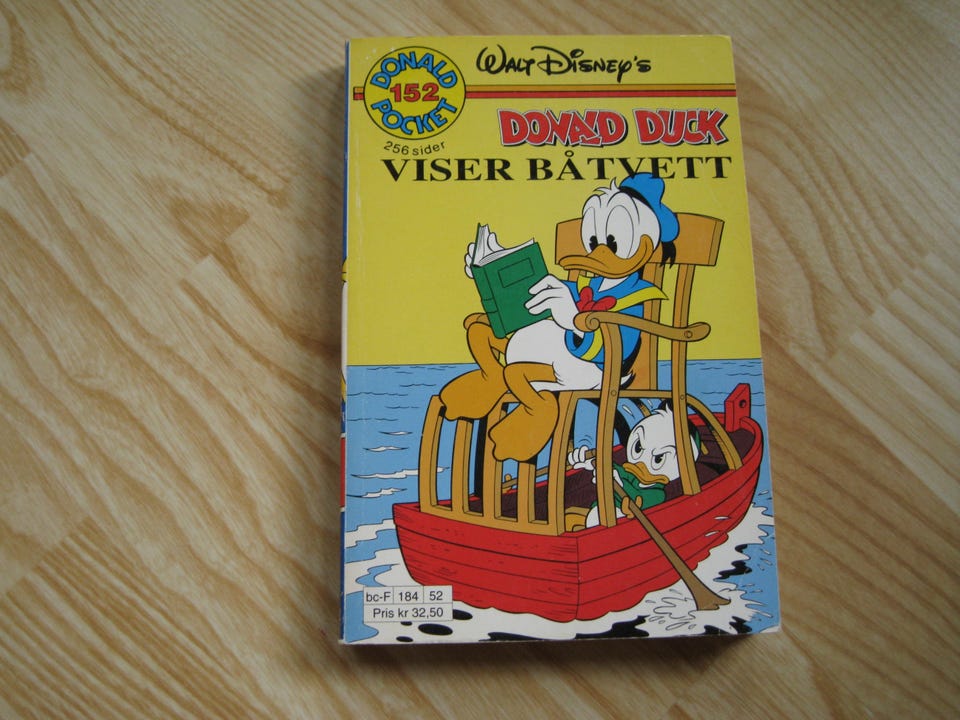 DONALD
152
POCKET
256 sider
WALT DISNEY'S
DONALD DUCK
VISER BÅTVETT
bc-F 184 52
Pris kr 32,50